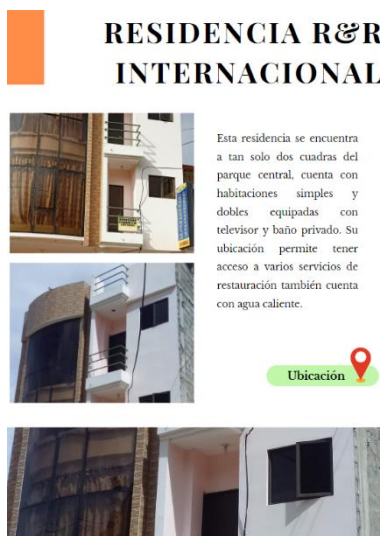 RESIDENCIA R&R
INTERNACIONAL
Esta residencia se encuentra
a tan solo dos cuadras del
parque central, cuenta con
habitaciones simples y
dobles equipadas con
televisor y baño privado. Su
ubicación permite tener
acceso a varios servicios de
restauración también cuenta
con agua caliente.
Ubicación